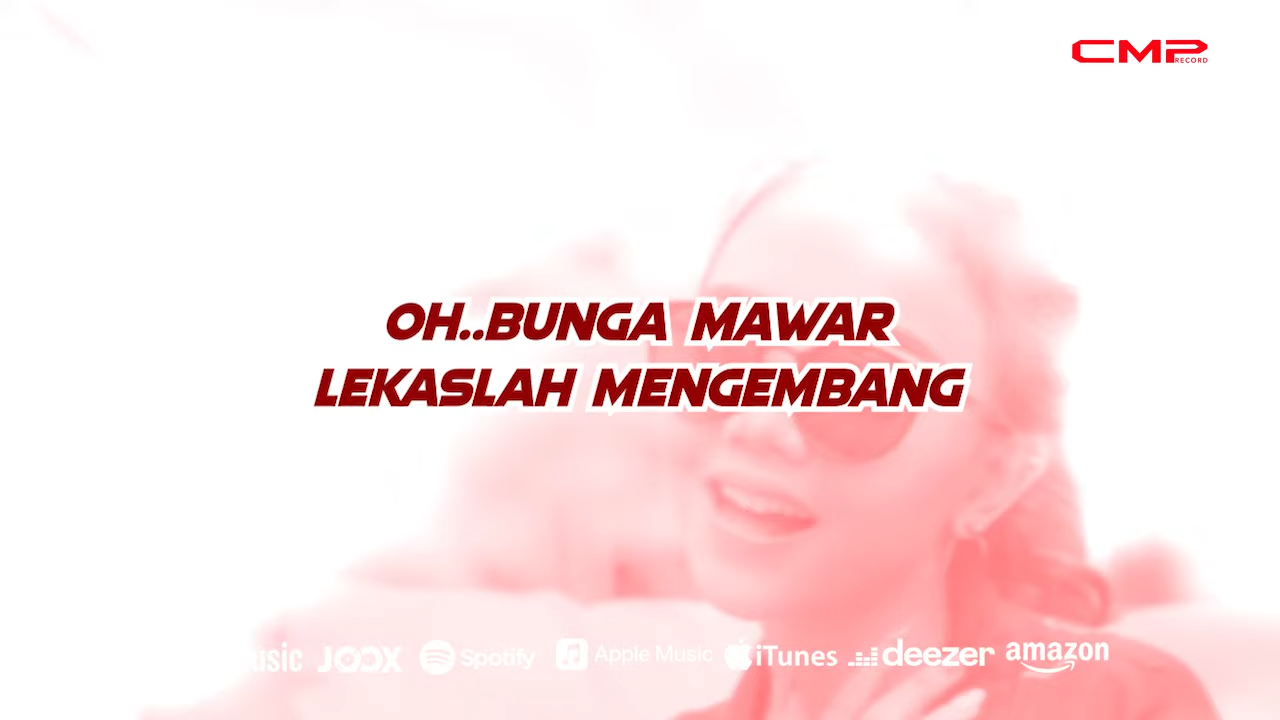 CMP
RECORD
OH..BUNGA MAWAR
LEKASLAH MENGEMBANG
JOOX Spotify Apple Music iTunes deezer amazon